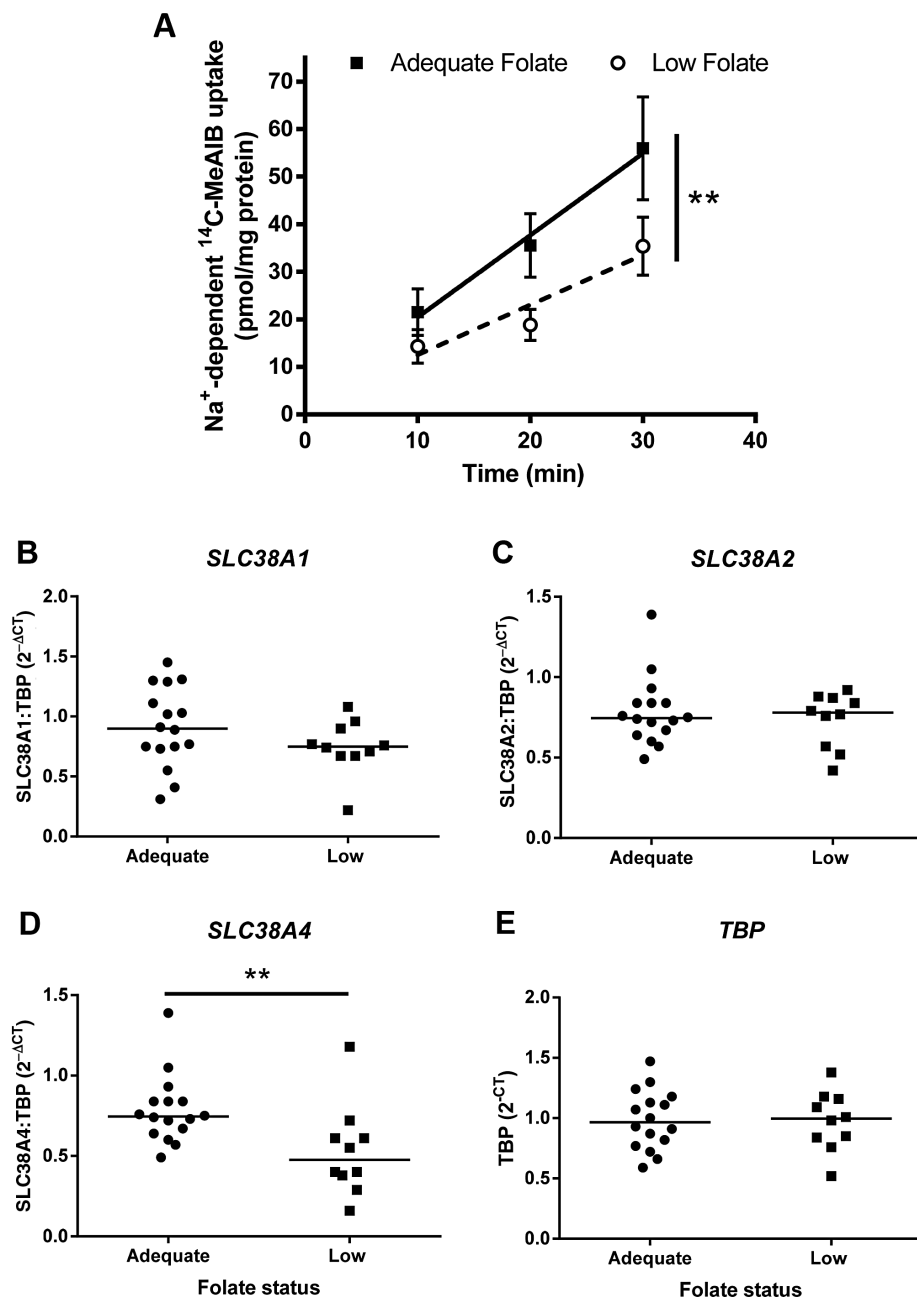 A
Adequate Folate Low Folate
Na⁺-dependent ¹⁴C-MeAIB uptake
(pmol/mg protein)
70
60
50
40
30
20
10
0
**
0 10 20 30 40
Time (min)
B
SLC38A1
SLC38A1:TBP (2⁻ΔCT)
2.0
1.5
1.0
0.5
0.0
Adequate Low
C
SLC38A2
SLC38A2:TBP (2⁻ΔCT)
1.5
1.0
0.5
0.0
Adequate Low
D
SLC38A4
**
SLC38A4:TBP (2⁻ΔCT)
1.5
1.0
0.5
0.0
Adequate Low
Folate status
E
TBP
TBP (2⁻CT)
2.0
1.5
1.0
0.5
0.0
Adequate Low
Folate status